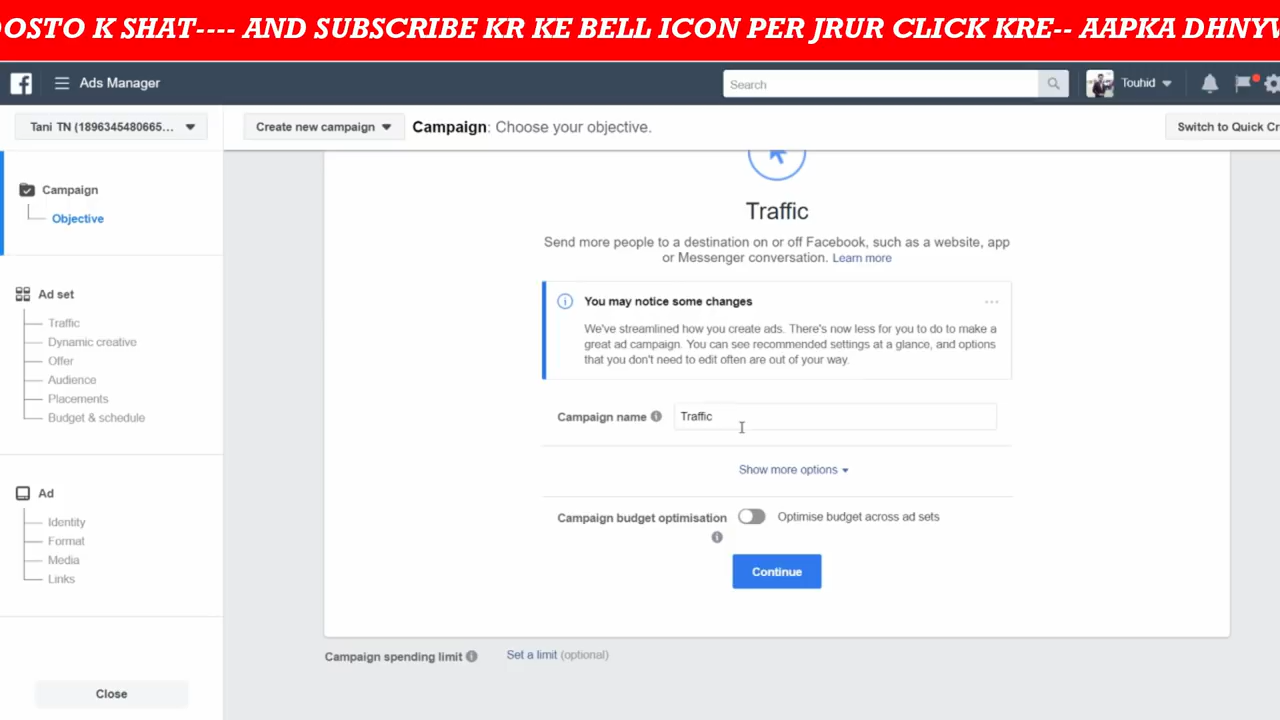 OSTO K SHAT---- AND SUBSCRIBE KR KE BELL ICON PER JRUR CLICK KRE-- AAPKA DHNYV
Ads Manager
Search
Touhid
Tani TN (1896345480665...
Create new campaign
Campaign: Choose your objective.
Switch to Quick Cr
Campaign
Objective
Ad set
Traffic
Dynamic creative
Offer
Audience
Placements
Budget & schedule
Ad
Identity
Format
Media
Links
Close
Traffic
Send more people to a destination on or off Facebook, such as a website, app
or Messenger conversation. Learn more
You may notice some changes
We've streamlined how you create ads. There's now less for you to do to make a
great ad campaign. You can see recommended settings at a glance, and options
that you don't need to edit often are out of your way.
Campaign name Traffic
Show more options
Campaign budget optimisation Optimise budget across ad sets
Continue
Campaign spending limit Set a limit (optional)